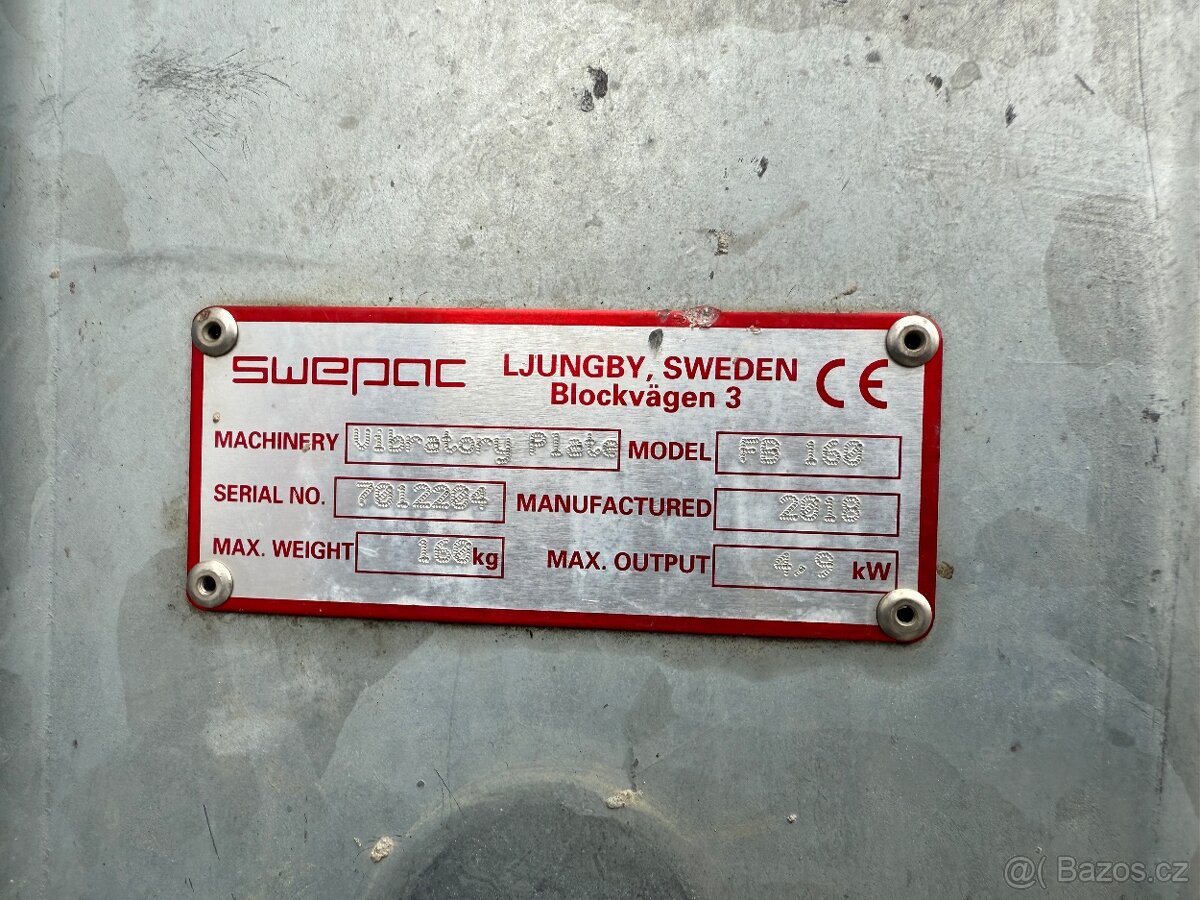 swepac LJUNGBY, SWEDEN CE
Blockvägen 3
MACHINERY Vibratory Plate MODEL FB 160
SERIAL NO. 7012204 MANUFACTURED 2018
MAX. WEIGHT 160 kg MAX. OUTPUT 4,9 kW
@( Bazos.cz